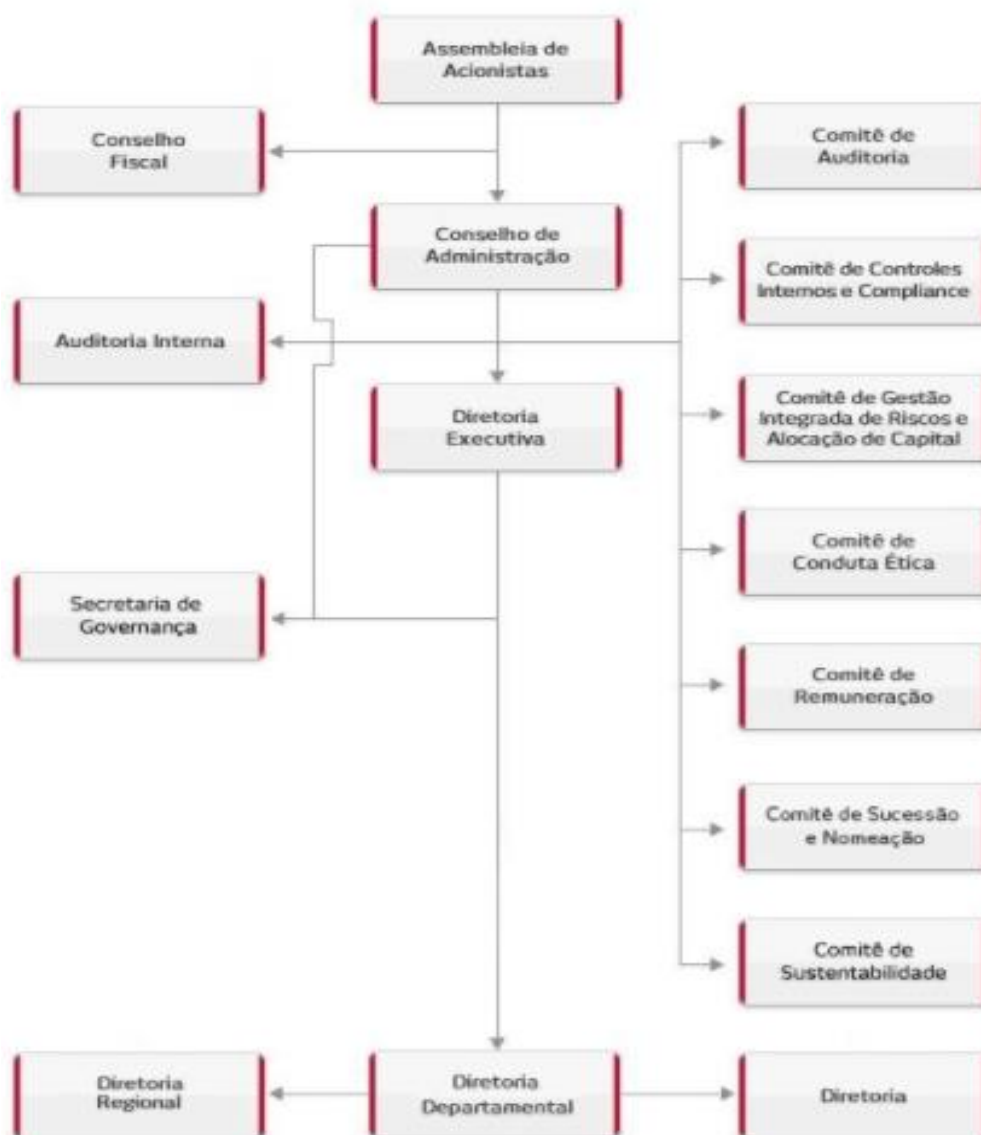 Assembleia de
Acionistas
Conselho
Fiscal
Comitê de
Auditoria
Conselho de
Administração
Comitê de Controles
Internos e Compliance
Auditoria Interna
Diretoria
Executiva
Comitê de Gestão
Integrada de Riscos e
Alocação de Capital
Comitê de
Conduta Ética
Secretaria de
Governança
Comitê de
Remuneração
Comitê de Sucessão
e Nomeação
Comitê de
Sustentabilidade
Diretoria
Regional
Diretoria
Departamental
Diretoria